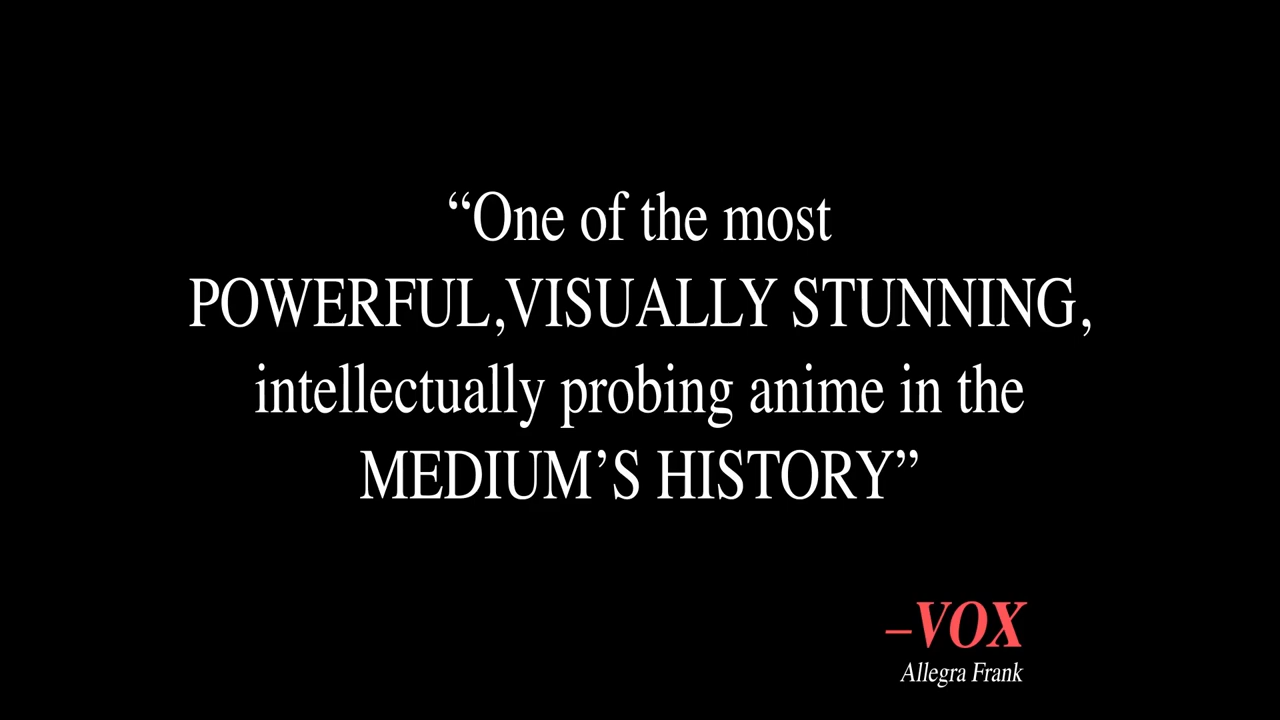 “One of the most
POWERFUL,VISUALLY STUNNING,
intellectually probing anime in the
MEDIUM’S HISTORY”
–VOX
Allegra Frank